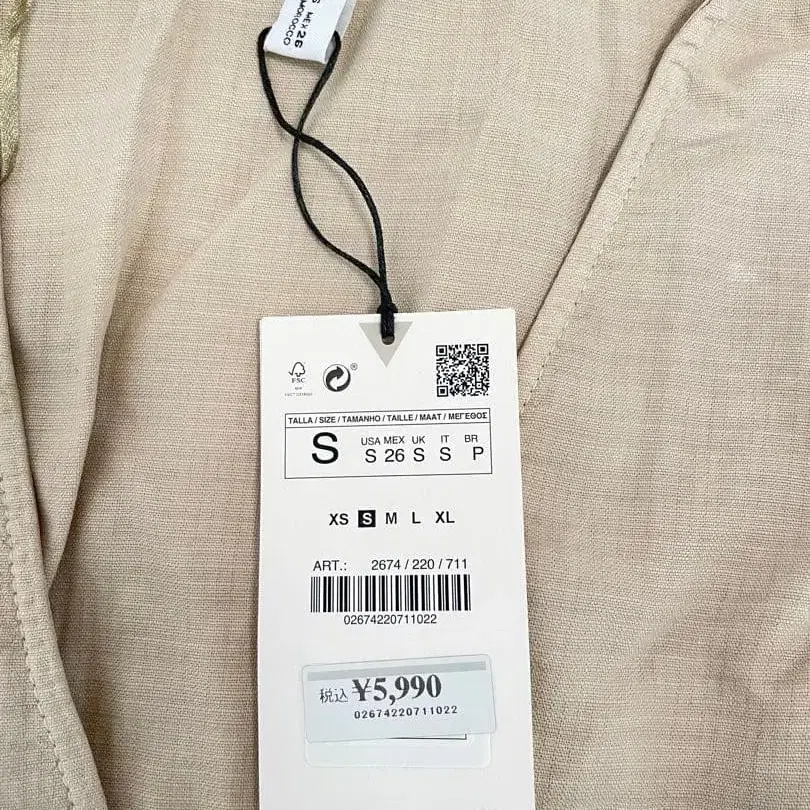 MEX 26
MOROCCO
FSC
®
TALLA / SIZE / TAMANHO / TAILLE / MAAT / ΜΕΓΕΘΟΣ
S
USA MEX UK IT BR
S 26 S S P
XS S M L XL
ART.: 2674 / 220 / 711
02674220711022
税込 ¥5,990
02674220711022